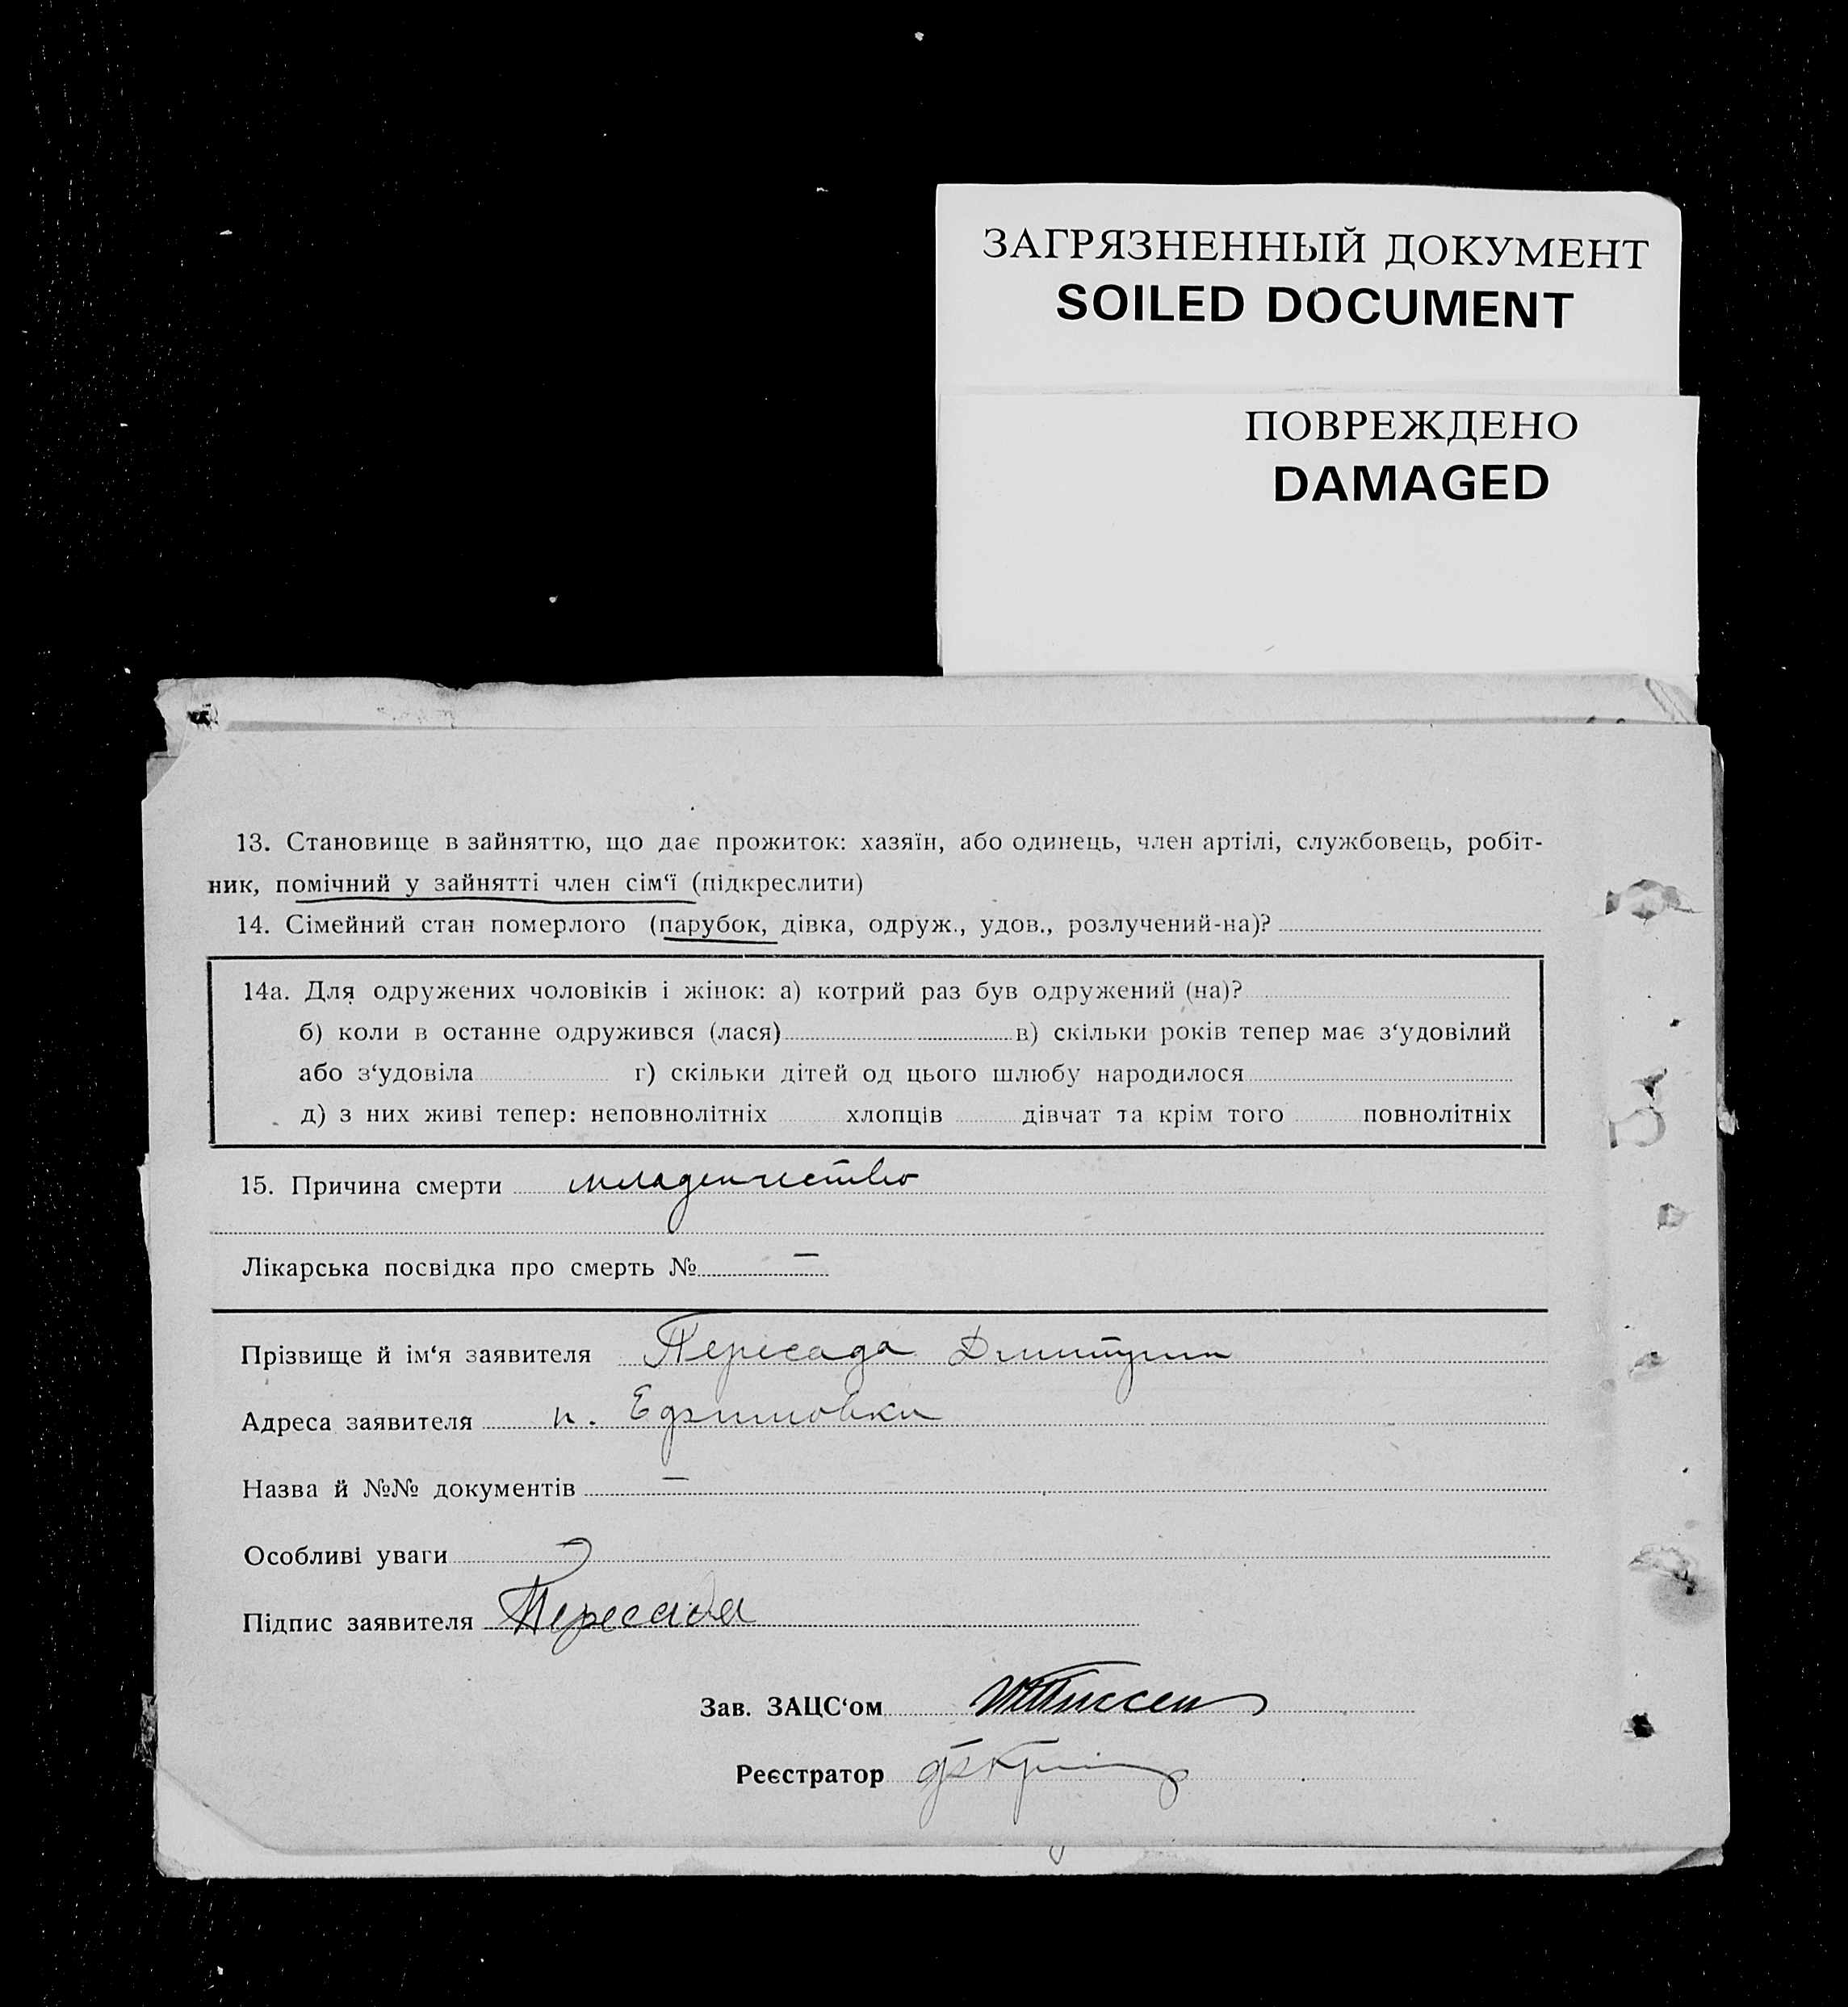 ЗАГРЯЗНЕННЫЙ ДОКУМЕНТ
SOILED DOCUMENT
ПОВРЕЖДЕНО
DAMAGED
13. Становище в зайняттю, що дає прожиток: хазяїн, або одинець, член артілі, службовець, робіт-
ник, помічний у зайнятті член сім‘ї (підкреслити)
14. Сімейний стан померлого (парубок, дівка, одруж., удов., розлучений-на)?
14а. Для одружених чоловіків і жінок: а) котрий раз був одружений (на)?
б) коли в останне одружився (лася) в) скільки років тепер має з‘удовілий
або з‘удовіла г) скільки дітей од цього шлюбу народилося
д) з них живі тепер: неповнолітніх хлопців дівчат та крім того повнолітніх
15. Причина смерти младенчество
Лікарська посвідка про смерть № —
Прізвище й ім‘я заявителя Пересада Дмитрий
Адреса заявителя п. Ефимовка
Назва й №№ документів —
Особливі уваги
Підпис заявителя Пересада
Зав. ЗАЦС‘ом
Реєстратор